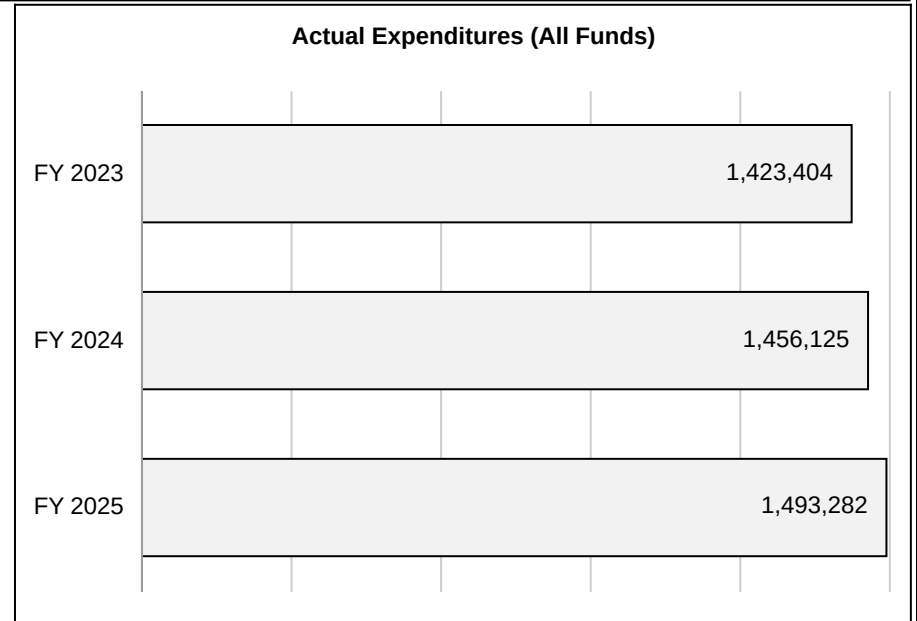 Actual Expenditures (All Funds)
FY 2023
1,423,404
FY 2024
1,456,125
FY 2025
1,493,282